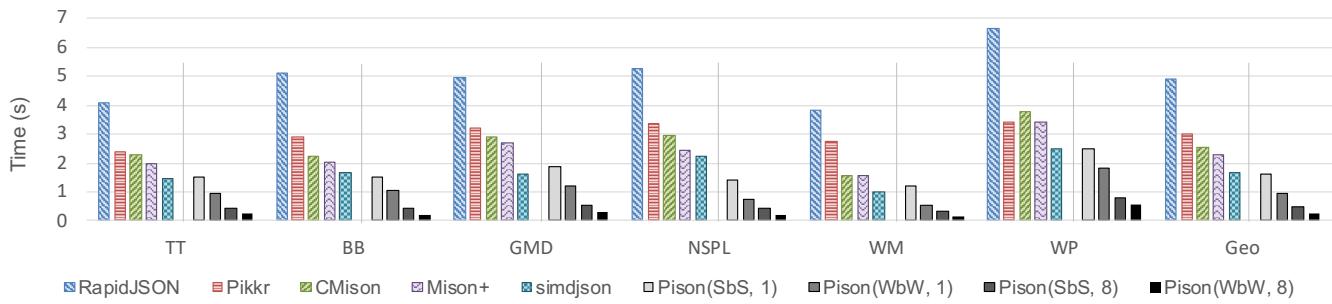 7
6
5
4
3
2
1
0
Time (s)
TT BB GMD NSPL WM WP Geo
RapidJSON Pikkr CMison Mison+ simdjson Pison(SbS, 1) Pison(WbW, 1) Pison(SbS, 8) Pison(WbW, 8)